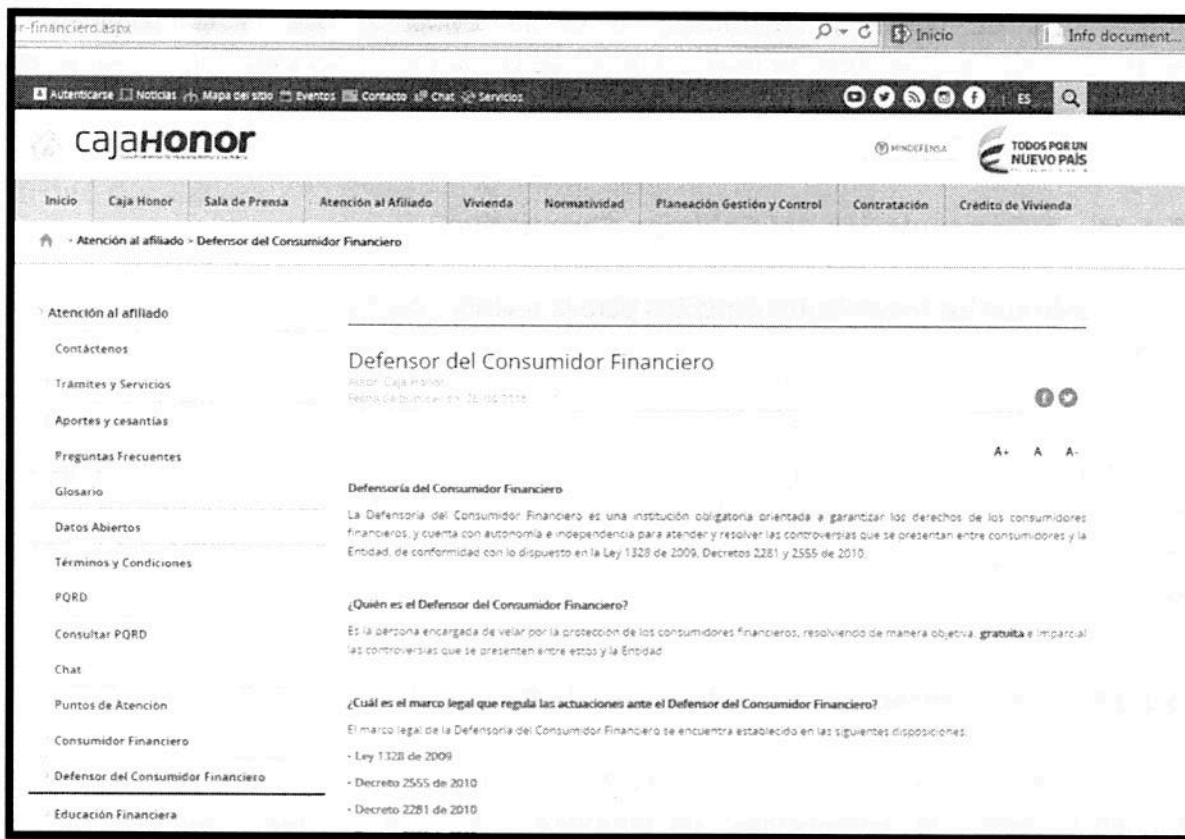 r-financiero.aspx
Inicio
Info document...
Autenticarse Noticias Mapa del sitio Eventos Contacto Chat Servicios
ES
cajaHonor
MINDEFENSA
TODOS POR UN
NUEVO PAÍS
Inicio Caja Honor Sala de Prensa Atención al Afiliado Vivienda Normatividad Planeación Gestión y Control Contratación Crédito de Vivienda
> Atención al afiliado > Defensor del Consumidor Financiero
Atención al afiliado
Contáctenos
Trámites y Servicios
Aportes y cesantías
Preguntas Frecuentes
Glosario
Datos Abiertos
Términos y Condiciones
PQRD
Consultar PQRD
Chat
Puntos de Atención
Consumidor Financiero
Defensor del Consumidor Financiero
Educación Financiera
Defensor del Consumidor Financiero
Autor: Caja Honor
Fecha de publicación:
A+ A A-
Defensoría del Consumidor Financiero
La Defensoría del Consumidor Financiero es una institución obligatoria orientada a garantizar los derechos de los consumidores
financieros, y cuenta con autonomía e independencia para atender y resolver las controversias que se presentan entre consumidores y la
Entidad, de conformidad con lo dispuesto en la Ley 1328 de 2009, Decretos 2281 y 2555 de 2010.
¿Quién es el Defensor del Consumidor Financiero?
Es la persona encargada de velar por la protección de los consumidores financieros, resolviendo de manera objetiva, gratuita e imparcial
las controversias que se presenten entre estos y la Entidad.
¿Cuál es el marco legal que regula las actuaciones ante el Defensor del Consumidor Financiero?
El marco legal de la Defensoría del Consumidor Financiero se encuentra establecido en las siguientes disposiciones:
- Ley 1328 de 2009
- Decreto 2555 de 2010
- Decreto 2281 de 2010